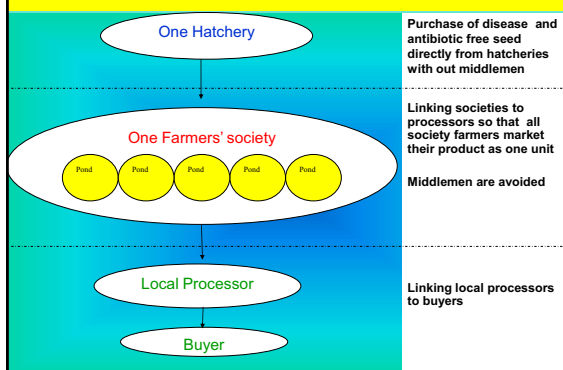 One Hatchery
Purchase of disease and
antibiotic free seed
directly from hatcheries
with out middlemen
One Farmers' society
Pond Pond Pond Pond Pond
Linking societies to
processors so that all
society farmers market
their product as one unit
Middlemen are avoided
Local Processor
Linking local processors
to buyers
Buyer